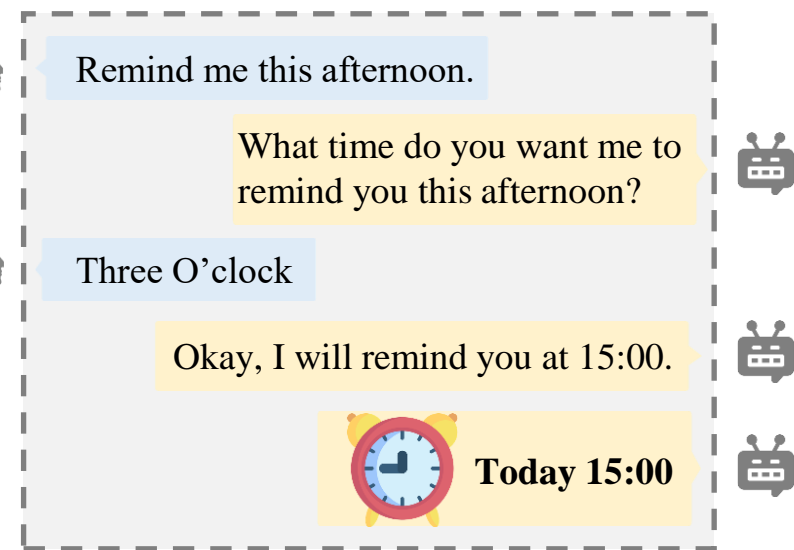 Remind me this afternoon.
What time do you want me to
remind you this afternoon?
Three O’clock
Okay, I will remind you at 15:00.
Today 15:00